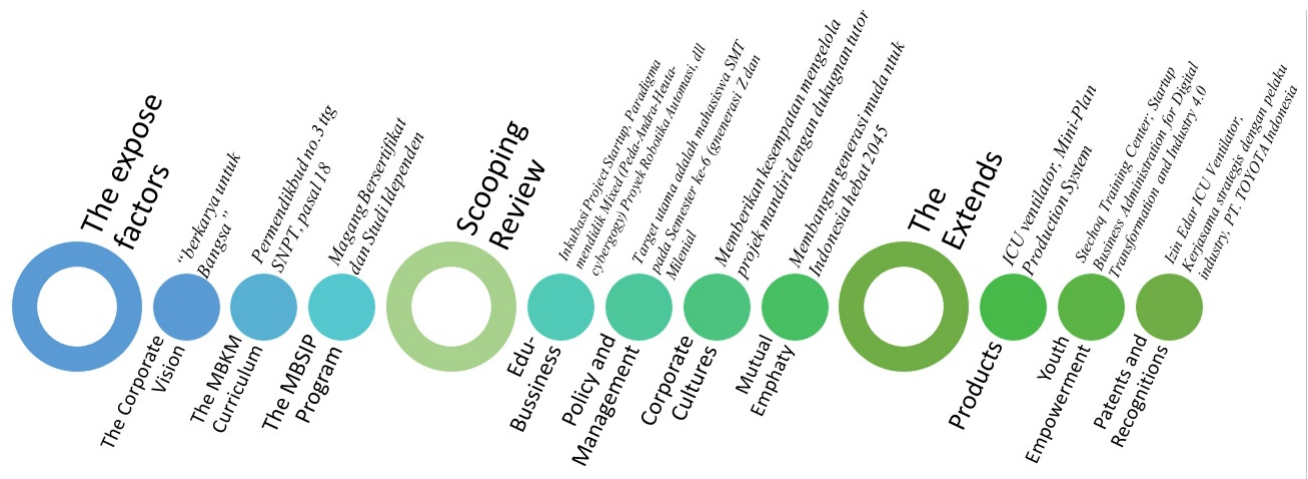 The expose
factors
The Corporate
Vision
“berkarya untuk
Bangsa”
The MBKM
Curriculum
Permendikbud no.3 ttg
SNPT, pasal 18
The MBSIP
Program
Magang Bersertifikat
dan Studi Idependen
Scooping
Review
Edu-
Bussiness
Inkubasi Project Startup, Paradigma
mendidik Mixed (Peda-Andra-Heuta-
cybergogy) Proyek Robotika Automasi, dll
Policy and
Management
Target utama adalah mahasiswa SMT
pada Semester ke-6 (gnenerasi Z dan
Milenial
Corporate
Cultures
Memberikan kesempatan mengelola
projek mandiri dengan dukugnan tutor
Mutual
Emphaty
Membangun generasi muda ntuk
Indonesia hebat 2045
The
Extends
Products
ICU ventilator, Mini-Plan
Production System
Youth
Empowerment
Stechoq Training Center, Startup
Business Administration for Digital
Transformation and Industry 4.0
Patents and
Recognitions
Izin Edar ICU Ventilator,
Kerjasama strategis dengan pelaku
industry, PT. TOYOTA Indonesia